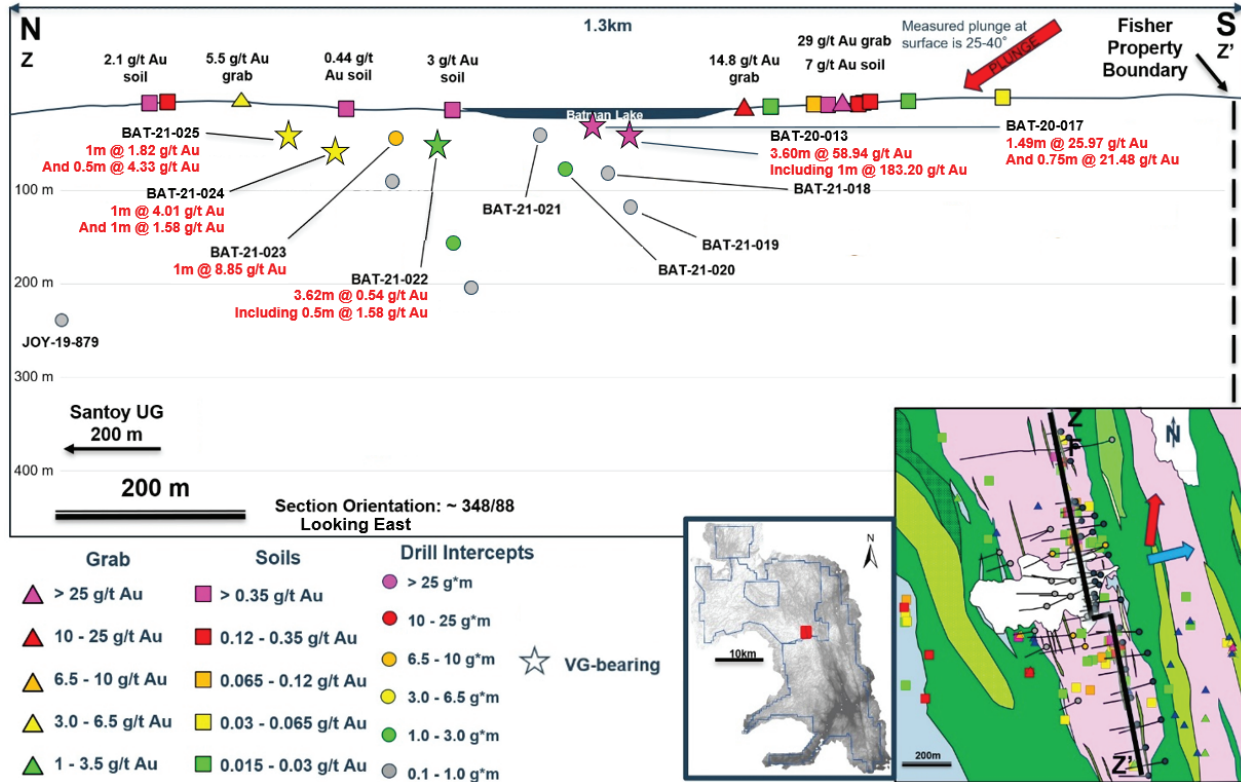 N
Z
1.3km
S
Z'
Measured plunge at
surface is 25-40°
PLUNGE
Fisher
Property
Boundary
2.1 g/t Au
soil
5.5 g/t Au
grab
0.44 g/t
Au soil
3 g/t Au
soil
14.8 g/t Au
grab
29 g/t Au grab
7 g/t Au soil
Batman Lake
BAT-21-025
1m @ 1.82 g/t Au
And 0.5m @ 4.33 g/t Au
BAT-21-024
1m @ 4.01 g/t Au
And 1m @ 1.58 g/t Au
BAT-21-023
1m @ 8.85 g/t Au
BAT-21-022
3.62m @ 0.54 g/t Au
Including 0.5m @ 1.58 g/t Au
BAT-21-021
BAT-21-020
BAT-21-019
BAT-21-018
BAT-20-013
3.60m @ 58.94 g/t Au
Including 1m @ 183.20 g/t Au
BAT-20-017
1.49m @ 25.97 g/t Au
And 0.75m @ 21.48 g/t Au
100 m
200 m
300 m
400 m
JOY-19-879
Santoy UG
200 m
200 m
Section Orientation: ~ 348/88
Looking East
Grab
> 25 g/t Au
10 - 25 g/t Au
6.5 - 10 g/t Au
3.0 - 6.5 g/t Au
1 - 3.5 g/t Au
Soils
> 0.35 g/t Au
0.12 - 0.35 g/t Au
0.065 - 0.12 g/t Au
0.03 - 0.065 g/t Au
0.015 - 0.03 g/t Au
Drill Intercepts
> 25 g*m
10 - 25 g*m
6.5 - 10 g*m
3.0 - 6.5 g*m
1.0 - 3.0 g*m
0.1 - 1.0 g*m
VG-bearing
N
10km
Z
N
200m
Z'